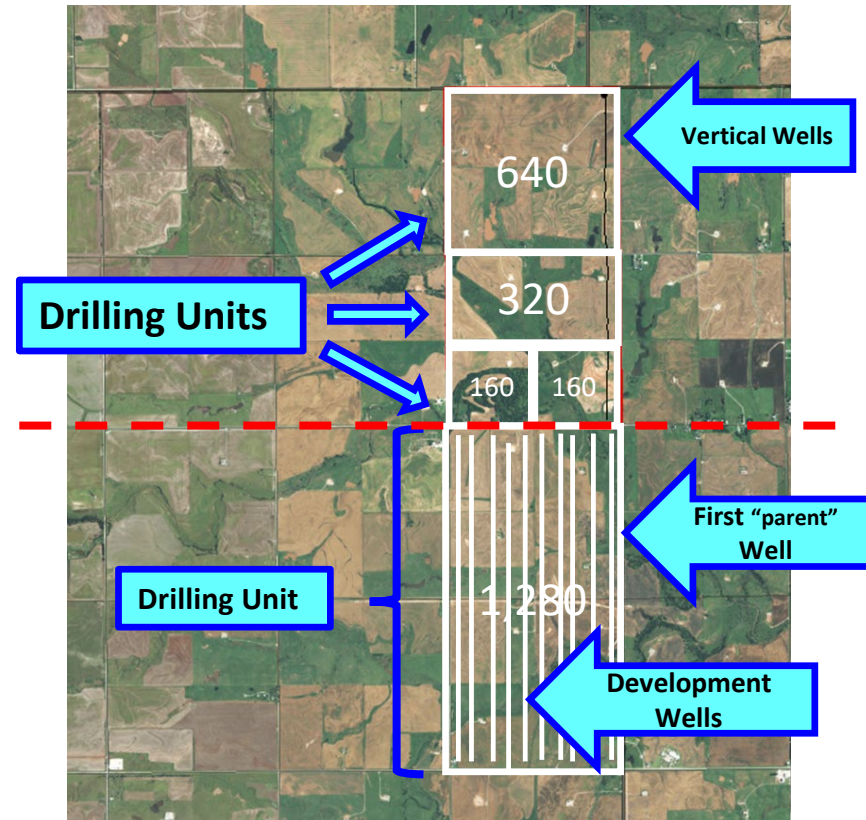 Vertical Wells
640
Drilling Units
320
160
160
First “parent”
Well
Drilling Unit
1,280
Development
Wells